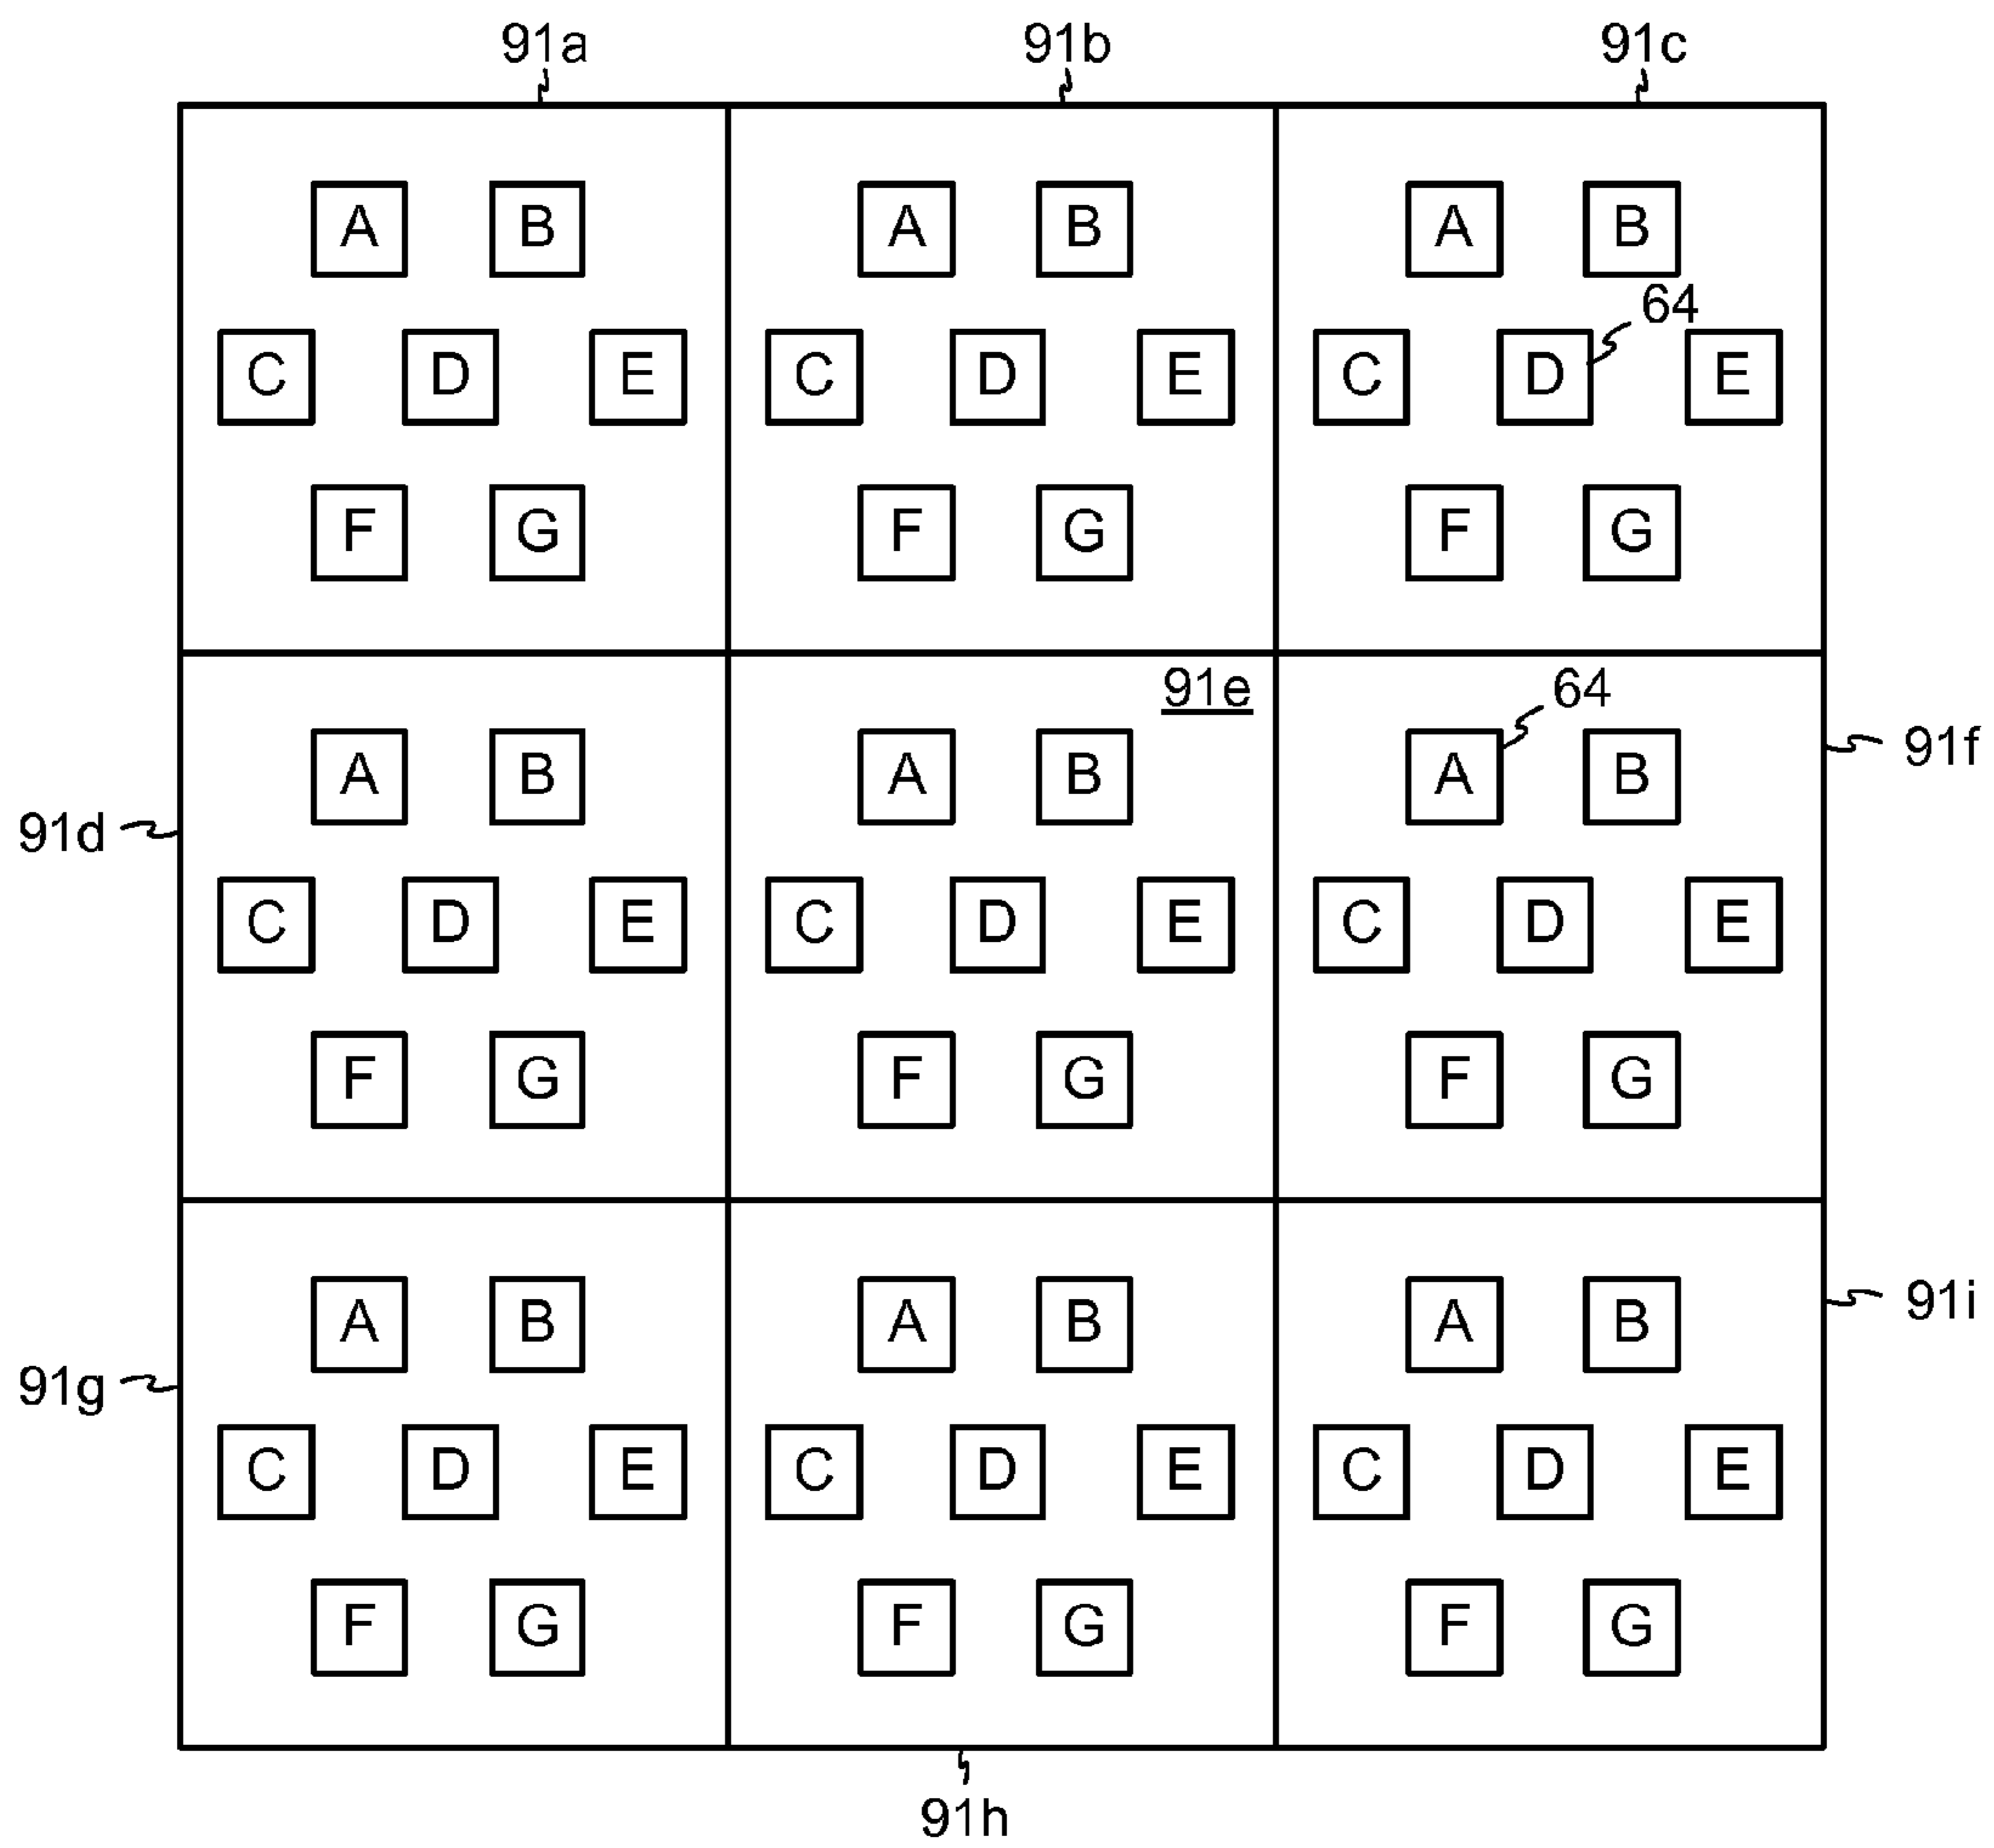 91a 91b 91c
A B A B A B
64
C D E C D E C D E
F G F G F G
91e 64
91f
A B A B A B
91d
C D E C D E C D E
F G F G F G
91i
A B A B A B
91g
C D E C D E C D E
F G F G F G
91h